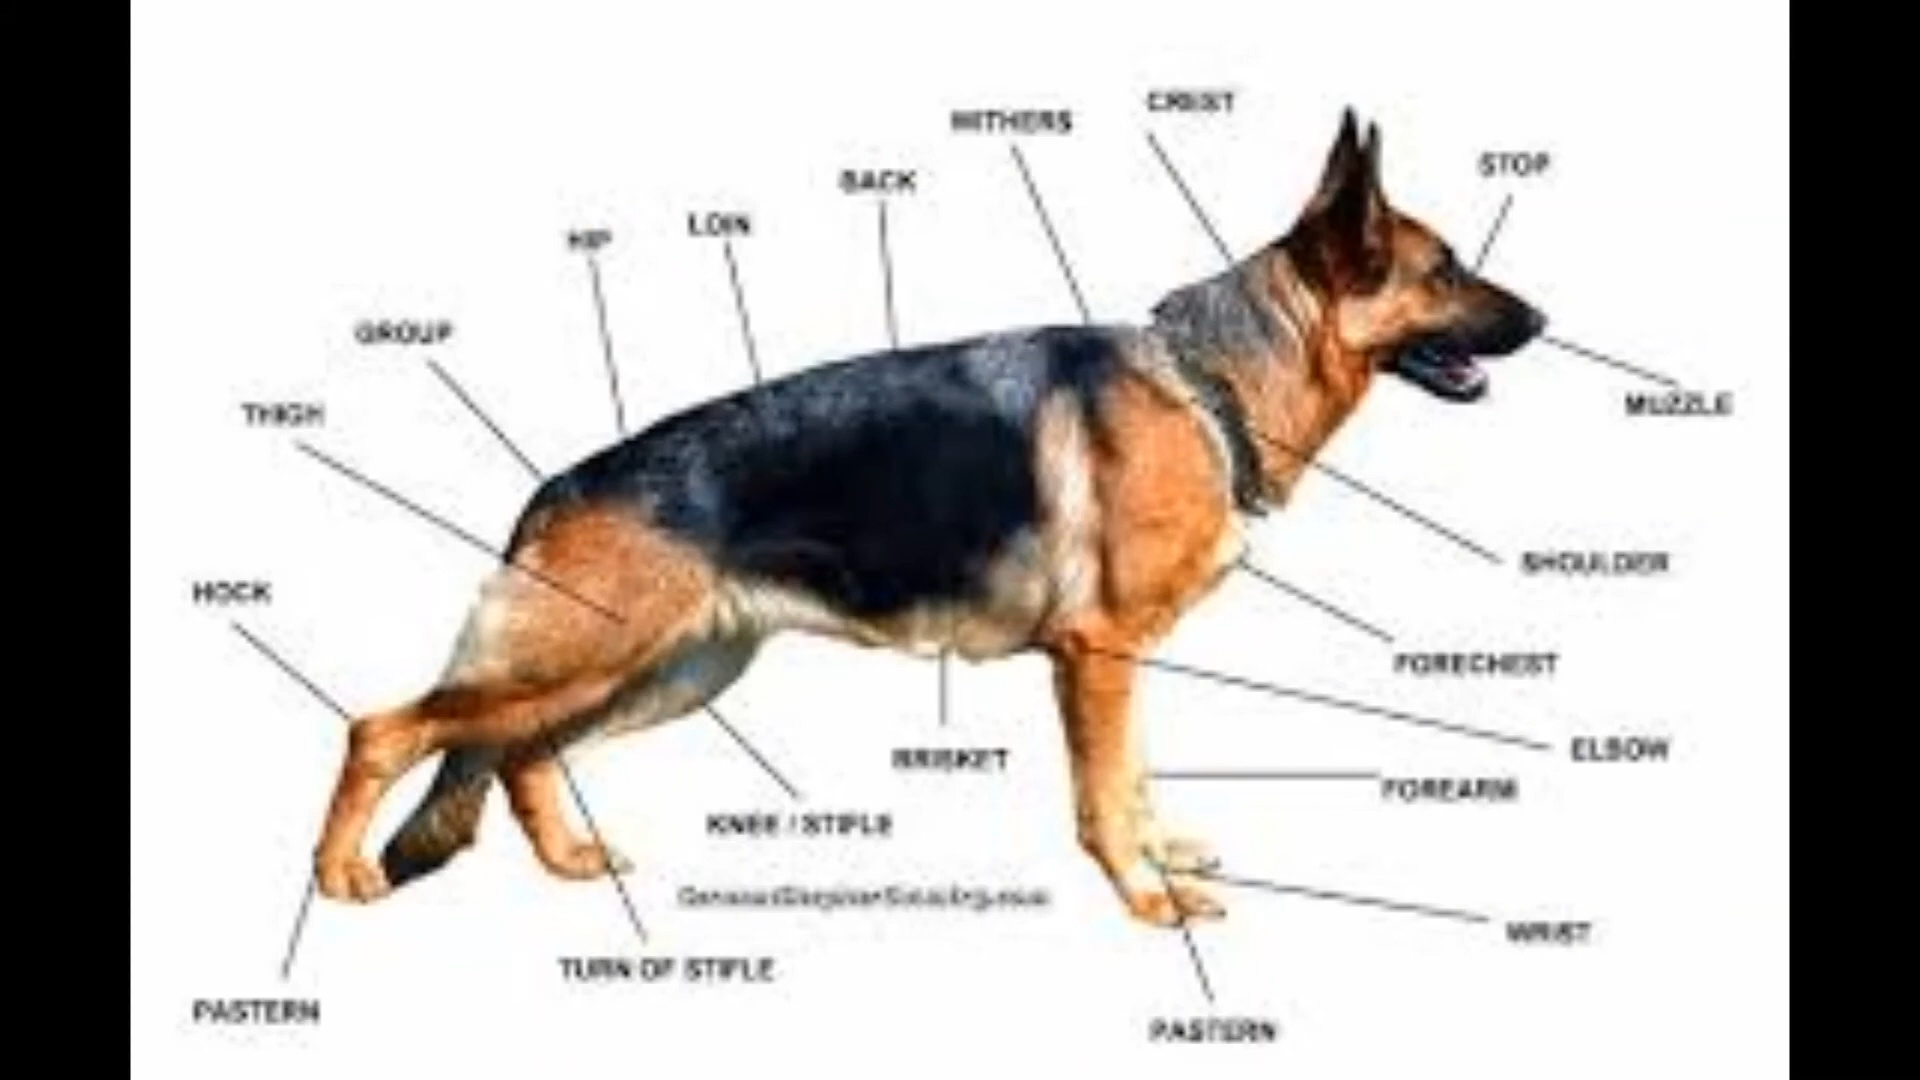 CREST
WITHERS
STOP
BACK
LOIN
HIP
GROUP
MUZZLE
THIGH
SHOULDER
HOCK
FORECHEST
ELBOW
BRISKET
FOREARM
KNEE / STIFLE
WRIST
TURN OF STIFLE
PASTERN
PASTERN